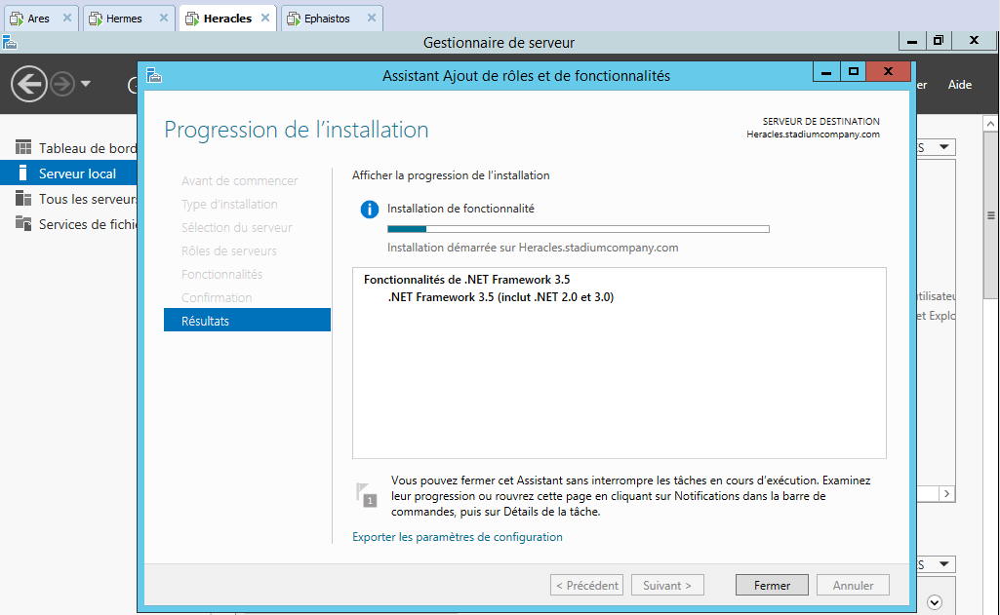 Ares
Hermes
Heracles
Ephaistos
Gestionnaire de serveur
Assistant Ajout de rôles et de fonctionnalités
er
Aide
Progression de l'installation
SERVEUR DE DESTINATION
Heracles.stadiumcompany.com
Tableau de bord
Serveur local
Tous les serveurs
Services de fichi
Avant de commencer
Type d'installation
Sélection du serveur
Rôles de serveurs
Fonctionnalités
Confirmation
Résultats
Afficher la progression de l'installation
Installation de fonctionnalité
Installation démarrée sur Heracles.stadiumcompany.com
Fonctionnalités de .NET Framework 3.5
.NET Framework 3.5 (inclut .NET 2.0 et 3.0)
S
utilisateu
et Explo
1
Vous pouvez fermer cet Assistant sans interrompre les tâches en cours d'exécution. Examinez
leur progression ou rouvrez cette page en cliquant sur Notifications dans la barre de
commandes, puis sur Détails de la tâche.
Exporter les paramètres de configuration
S
< Précédent
Suivant >
Fermer
Annuler